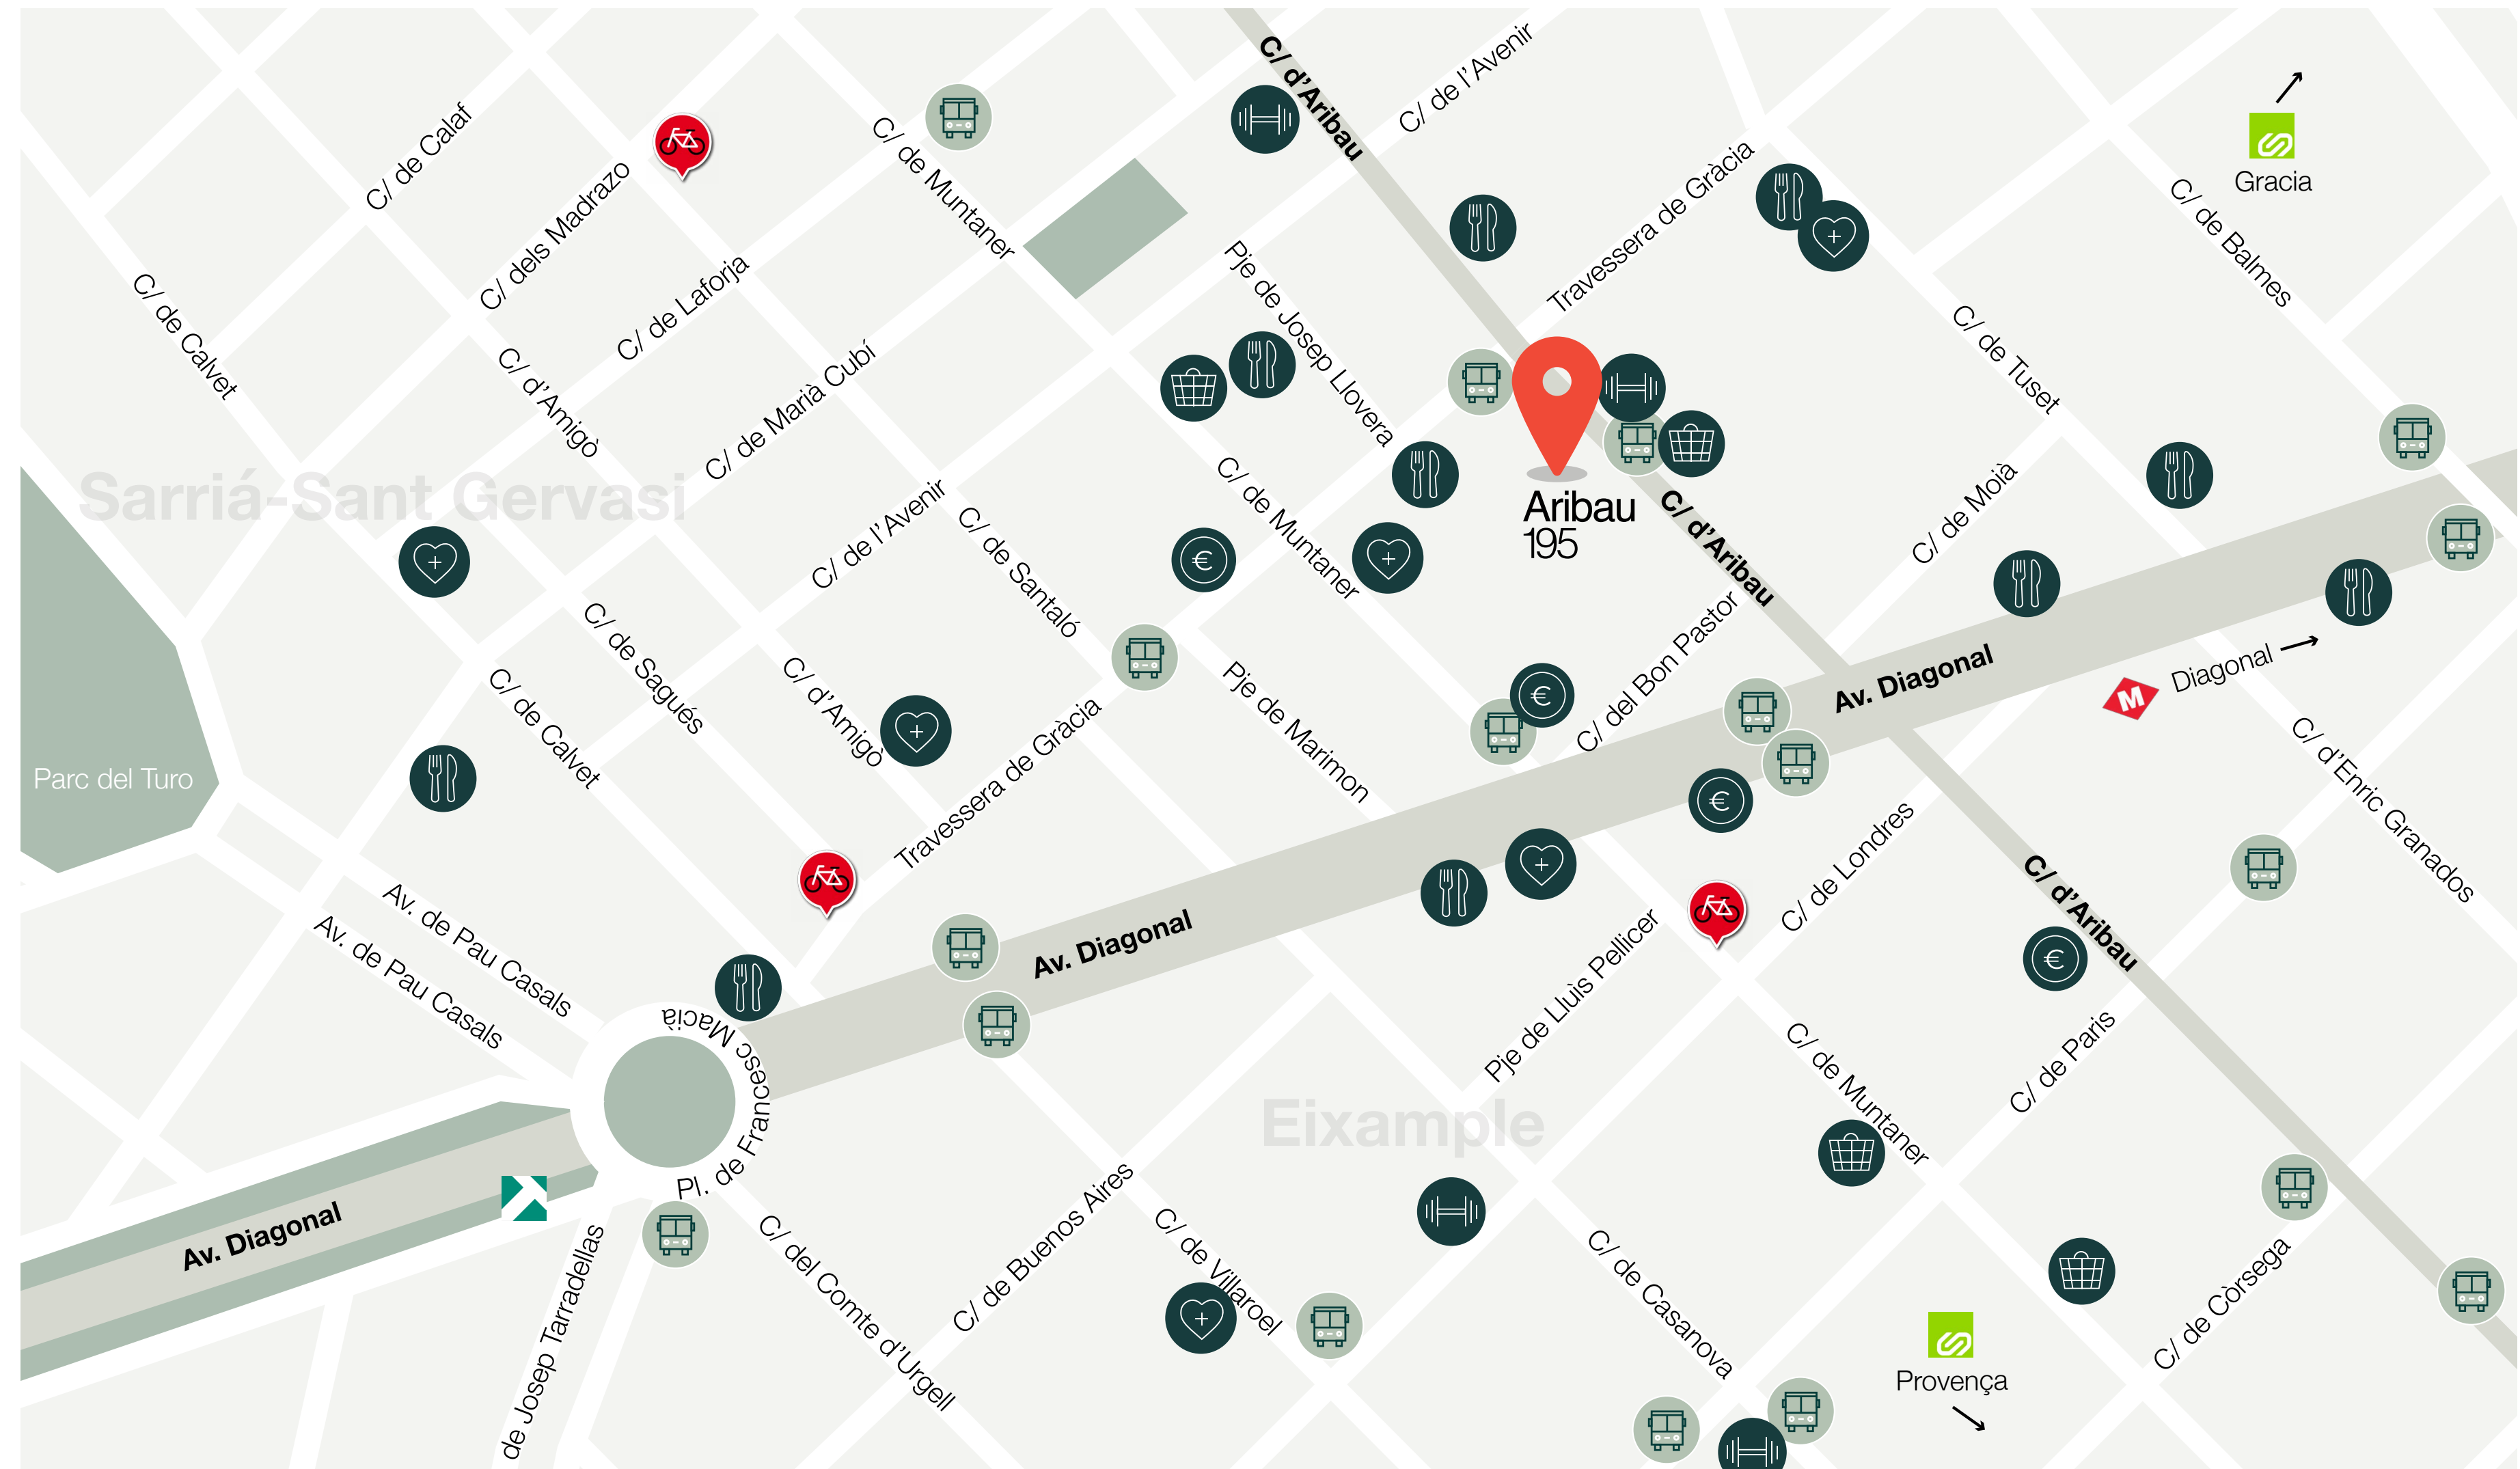 C/ d'Aribau
C/ de l'Avenir
C/ de Calaf
C/ de Muntaner
Travessera de Gràcia
Gracia
C/ dels Madrazo
C/ de Balmes
C/ de Laforja
Pje de Josep Llovera
C/ de Calvet
C/ de Tuset
C/ d'Amigò
C/ de Marià Cubí
Sarriá-Sant Gervasi
C/ de l'Avenir
C/ de Santaló
C/ de Muntaner
Aribau
195
C/ d'Aribau
C/ de Moià
C/ de Sagués
C/ de Calvet
C/ d'Amigò
Pje de Marimon
C/ del Bon Pastor
Av. Diagonal
M
Diagonal
Parc del Turo
Travessera de Gràcia
C/ d'Enric Granados
Av. de Pau Casals
Av. de Pau Casals
Av. Diagonal
C/ de Londres
C/ d'Aribau
Pje de Lluìs Pellicer
Pl. de Francesc Macià
C/ de Muntaner
C/ de Paris
Eixample
Av. Diagonal
de Josep Tarradellas
C/ del Comte d'Urgell
C/ de Buenos Aires
C/ de Villaroel
C/ de Casanova
C/ de Còrsega
Provença